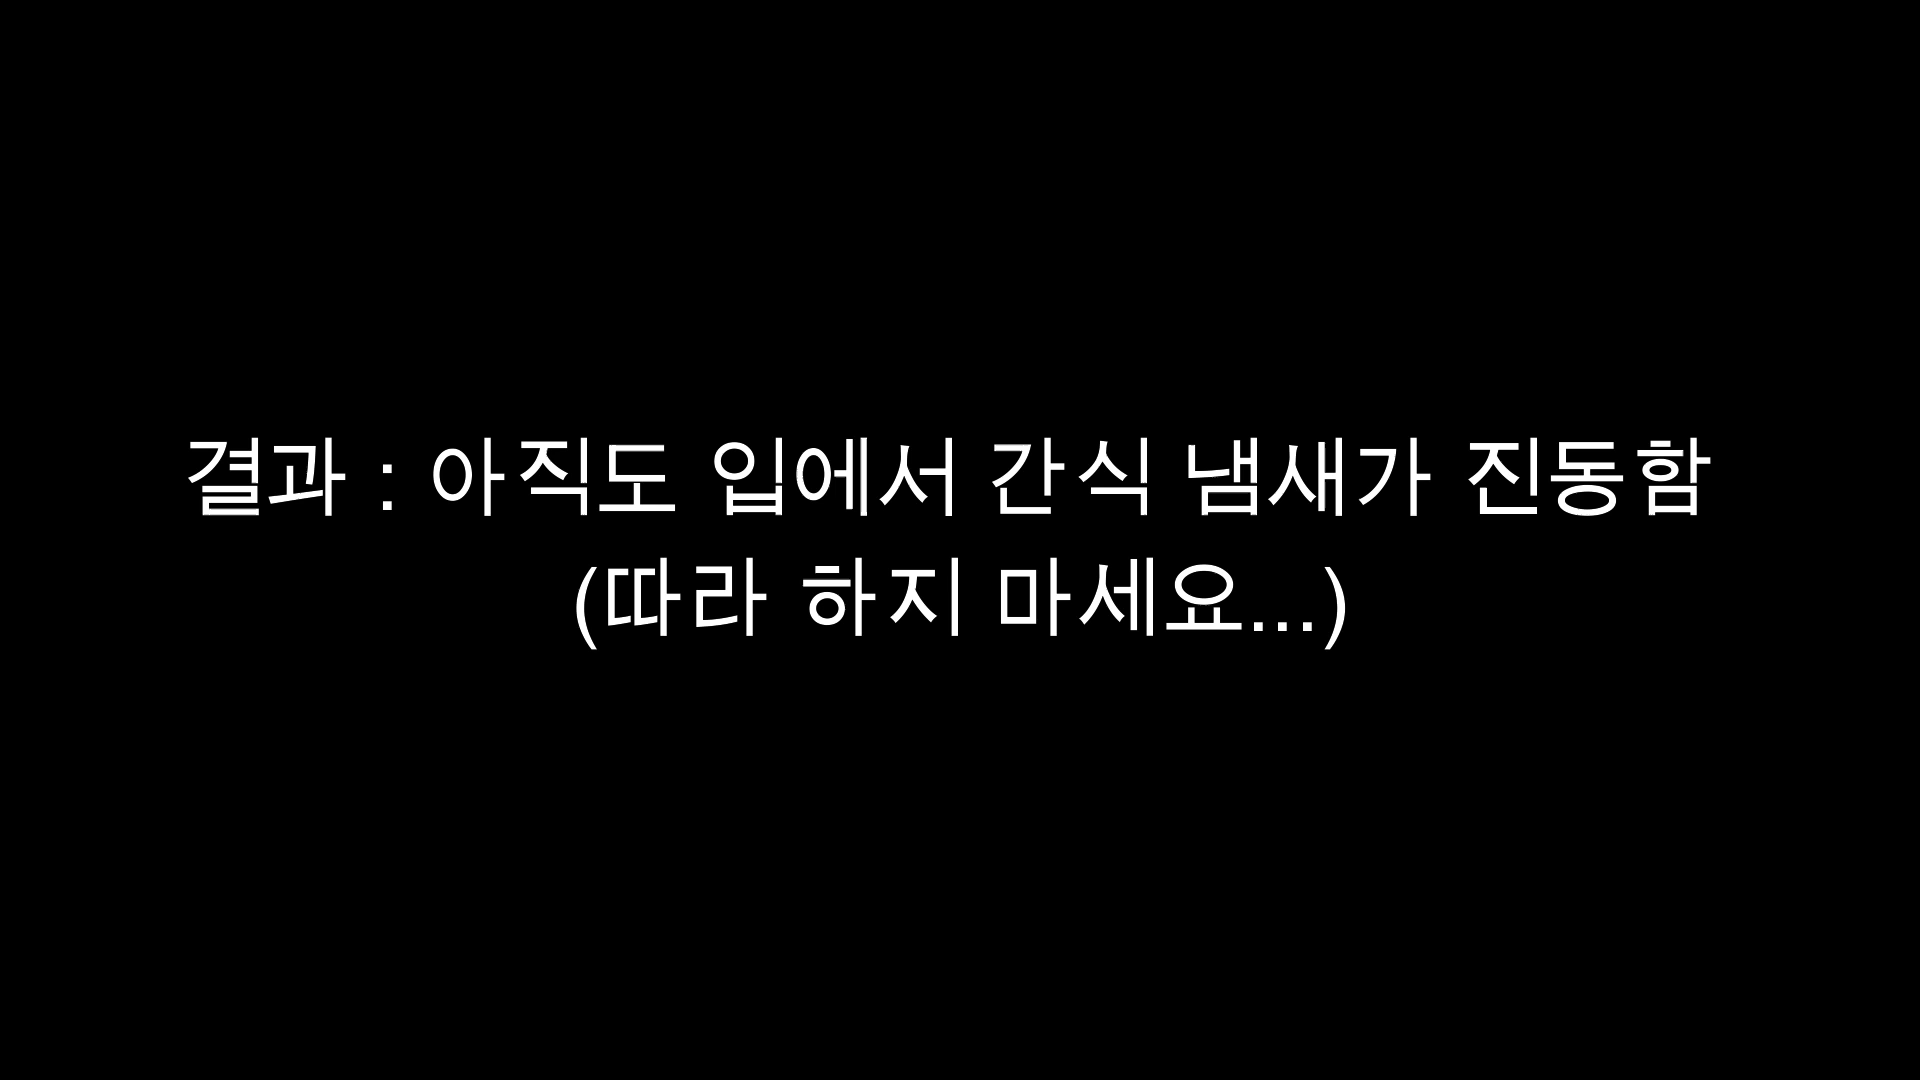 결과 : 아직도 입에서 간식 냄새가 진동함
(따라 하지 마세요...)